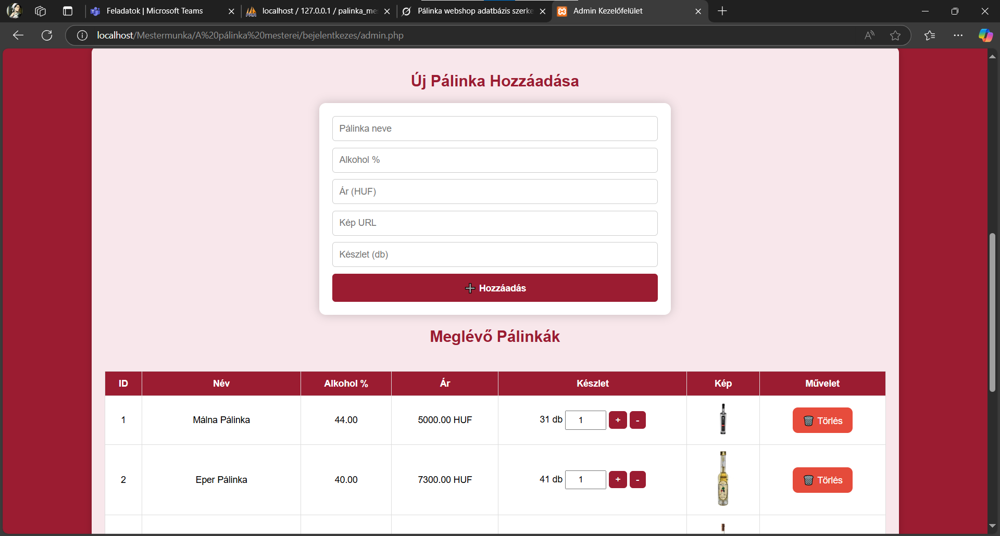 Feladatok | Microsoft Teams
localhost / 127.0.0.1 / palinka_me
Pálinka webshop adatbázis szerke
Admin Kezelőfelület
localhost/Mestermunka/A%20pálinka%20mesterei/bejelentkezes/admin.php
Új Pálinka Hozzáadása
Pálinka neve
Alkohol %
Ár (HUF)
Kép URL
Készlet (db)
Hozzáadás
Meglévő Pálinkák
ID Név Alkohol % Ár Készlet Kép Művelet
1 Málna Pálinka 44.00 5000.00 HUF 31 db 1 + - Törlés
2 Eper Pálinka 40.00 7300.00 HUF 41 db 1 + - Törlés